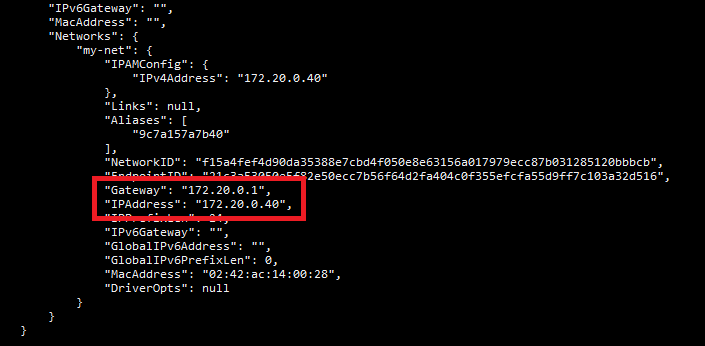 "IPv6Gateway": "",
"MacAddress": "",
"Networks": {
"my-net": {
"IPAMConfig": {
"IPv4Address": "172.20.0.40"
},
"Links": null,
"Aliases": [
"9c7a157a7b40"
],
"NetworkID": "f15a4fef4d90da35388e7cbd4f050e8e63156a017979ecc87b031285120bbbcb",
"EndpointID": "21c3a53050e5f82e50ecc7b56f64d2fa404c0f355efcfa55d9ff7c103a32d516",
"Gateway": "172.20.0.1",
"IPAddress": "172.20.0.40",
"IPPrefixLen": 24,
"IPv6Gateway": "",
"GlobalIPv6Address": "",
"GlobalIPv6PrefixLen": 0,
"MacAddress": "02:42:ac:14:00:28",
"DriverOpts": null
}
}
}